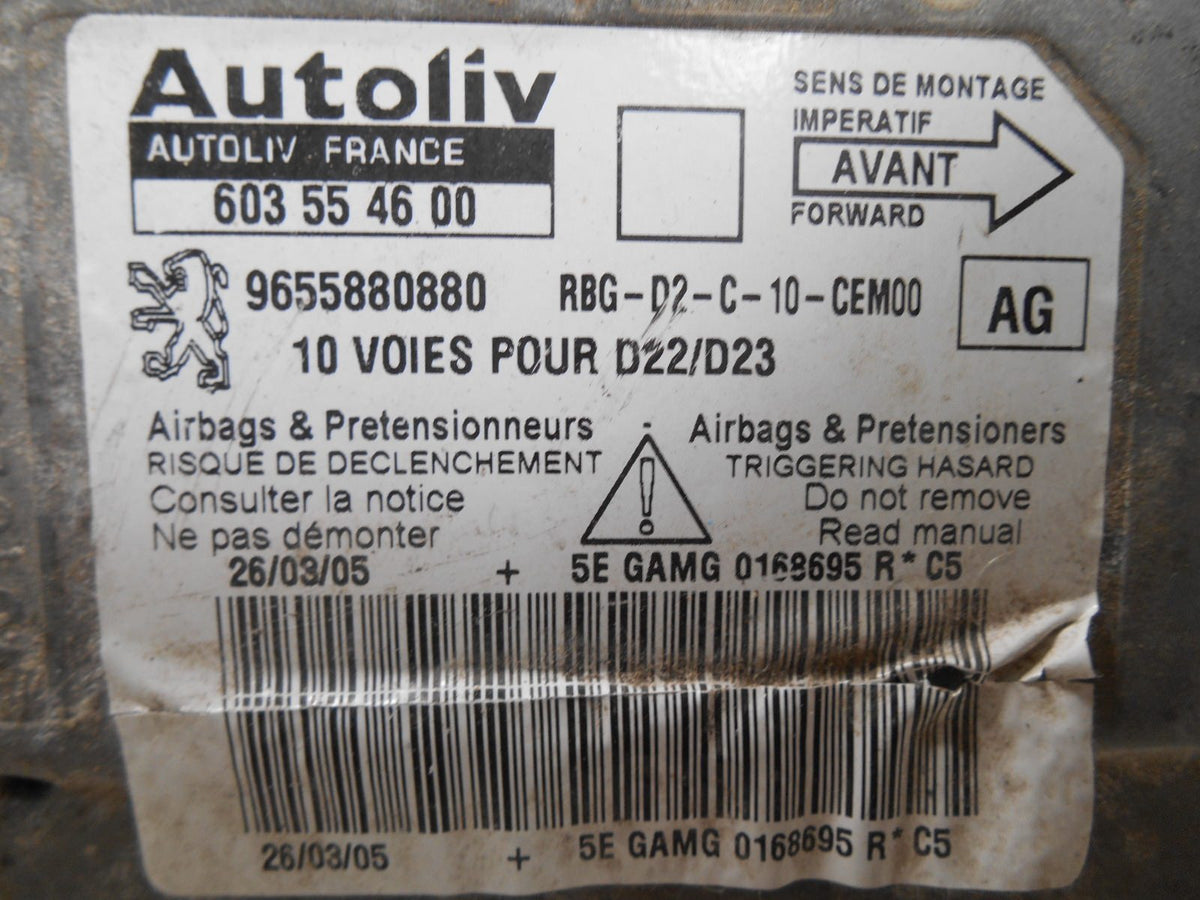 Autoliv
AUTOLIV FRANCE
603 55 46 00
SENS DE MONTAGE
IMPERATIF
AVANT
FORWARD
9655880880 RBG-D2-C-10-CEM00
AG
10 VOIES POUR D22/D23
Airbags & Pretensionneurs
RISQUE DE DECLENCHEMENT
Consulter la notice
Ne pas démonter
Airbags & Pretensioners
TRIGGERING HASARD
Do not remove
Read manual
26/03/05 + 5E GAMG 0168695 R* C5
26/03/05 + 5E GAMG 0168695 R* C5